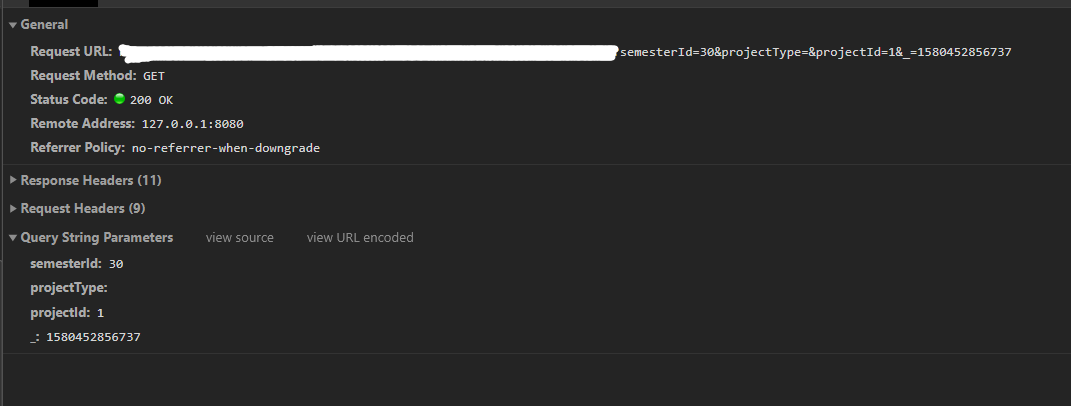 General
Request URL: semesterId=30&projectType=&projectId=1&_=1580452856737
Request Method: GET
Status Code: 200 OK
Remote Address: 127.0.0.1:8080
Referrer Policy: no-referrer-when-downgrade
Response Headers (11)
Request Headers (9)
Query String Parameters view source view URL encoded
semesterId: 30
projectType:
projectId: 1
_: 1580452856737